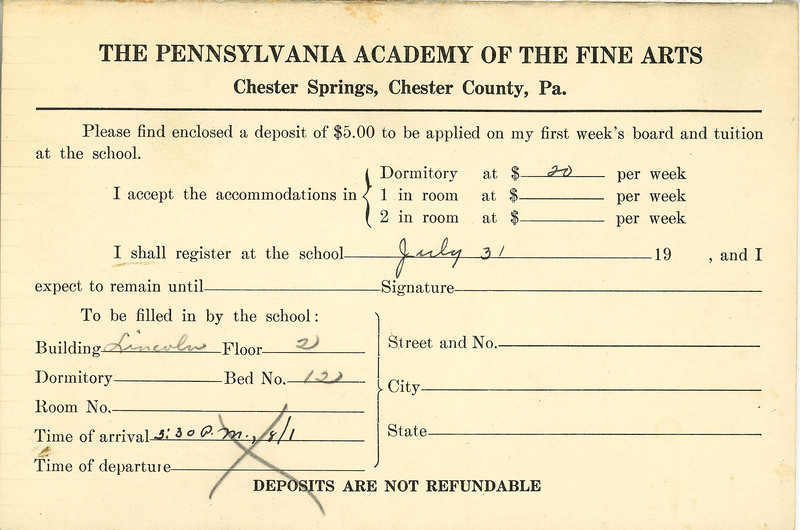 THE PENNSYLVANIA ACADEMY OF THE FINE ARTS
Chester Springs, Chester County, Pa.
Please find enclosed a deposit of $5.00 to be applied on my first week's board and tuition
at the school.
I accept the accommodations in
Dormitory at $ 20 per week
1 in room at $ per week
2 in room at $ per week
I shall register at the school July 31 19 , and I
expect to remain until Signature
To be filled in by the school:
Building Lincoln Floor 2
Dormitory Bed No. 12
Room No.
Time of arrival 3:30 P.M., 8/1
Time of departure
Street and No.
City
State
DEPOSITS ARE NOT REFUNDABLE